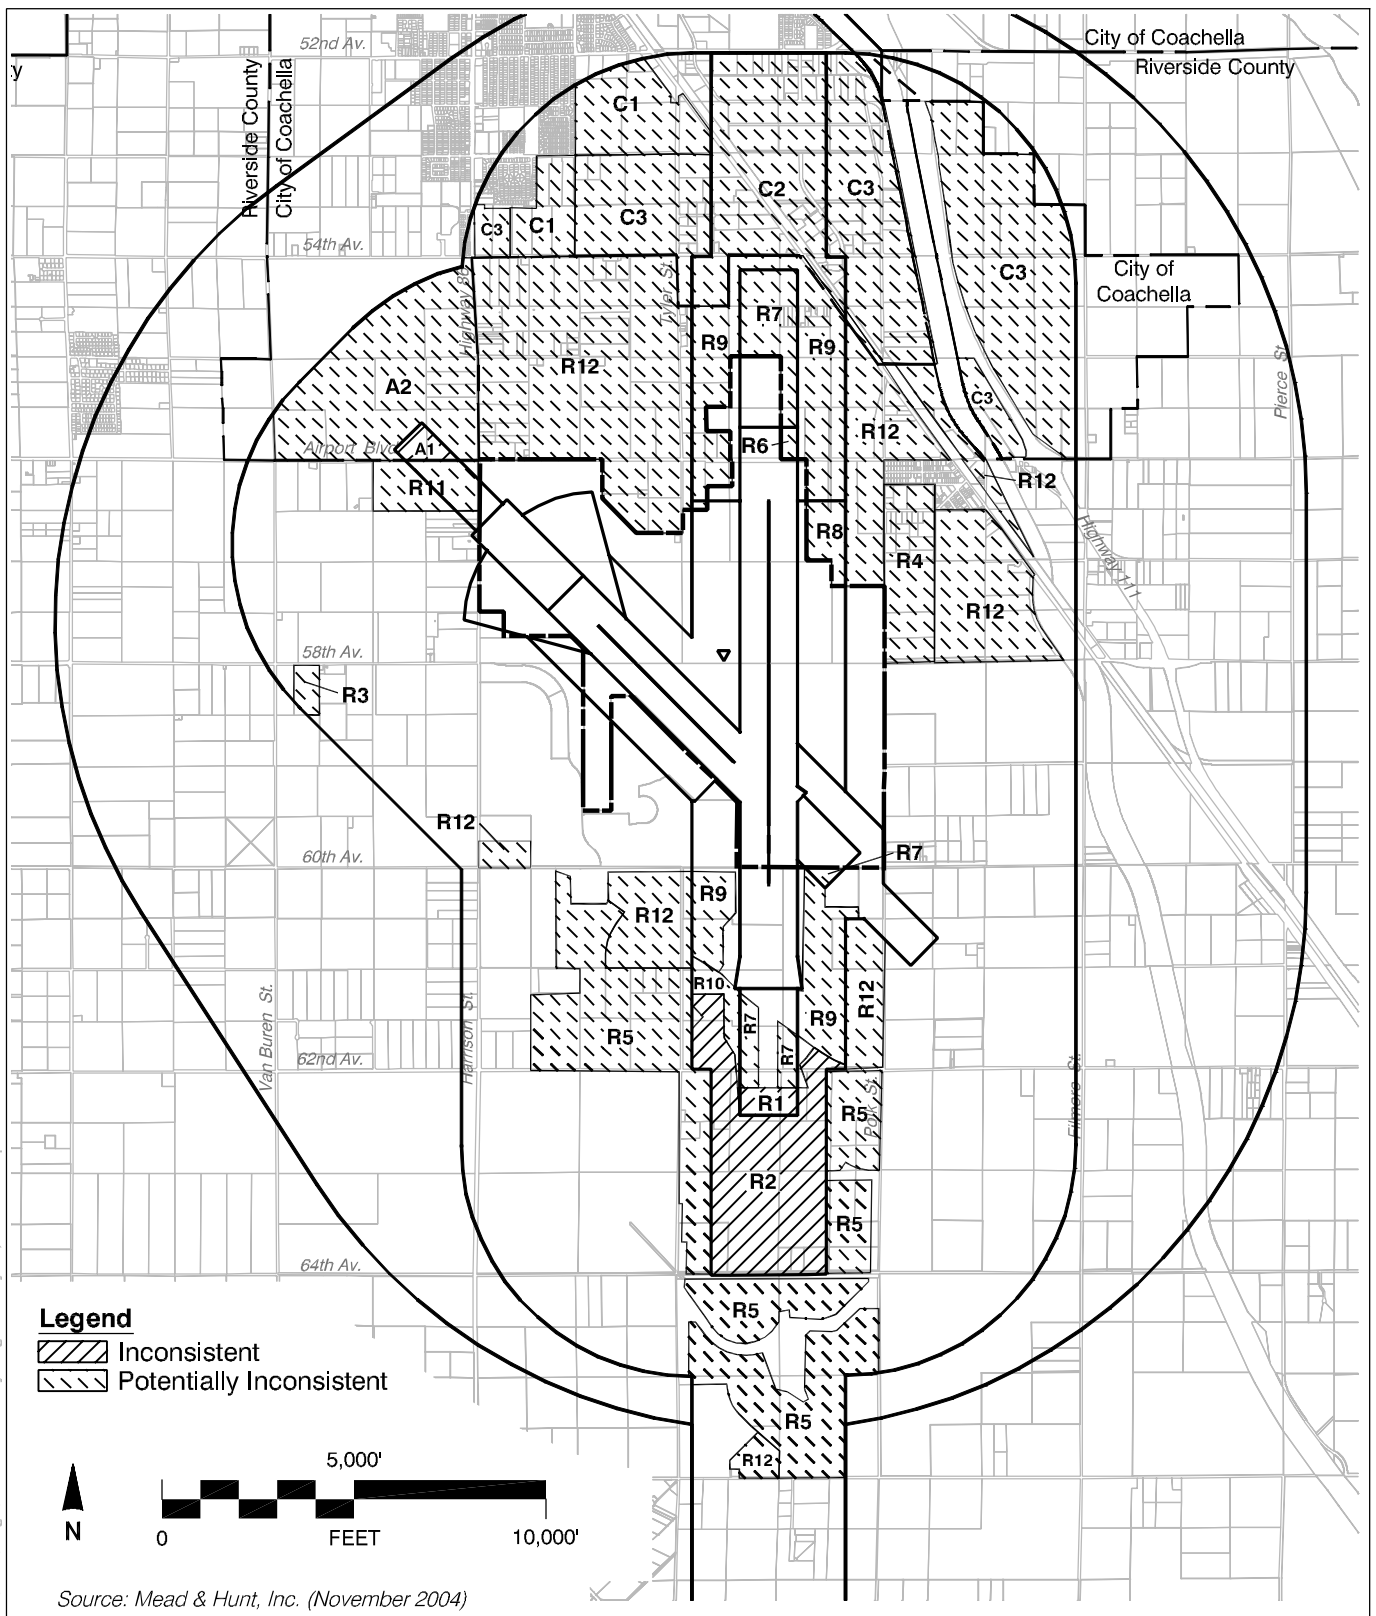 52nd Av.
City of Coachella
Riverside County
y
Riverside County
City of Coachella
C1
C2
C3
C3
C1
C3
54th Av.
C3
City of
Coachella
Highway 86
Tyler St.
R7
R9
R9
R12
A2
Pierce St.
C3
R12
Airport Blvd
A1
R6
R11
R12
R8
Highway 111
R4
R12
58th Av.
R3
R12
60th Av.
R7
R9
R12
R10
R12
R7
R9
R5
R7
Van Buren St.
Harrison St.
62nd Av.
Filmore St.
R1
R5
Polk St.
R2
R5
64th Av.
R5
Legend
Inconsistent
Potentially Inconsistent
R5
R12
5,000'
N
0
FEET
10,000'
Source: Mead & Hunt, Inc. (November 2004)